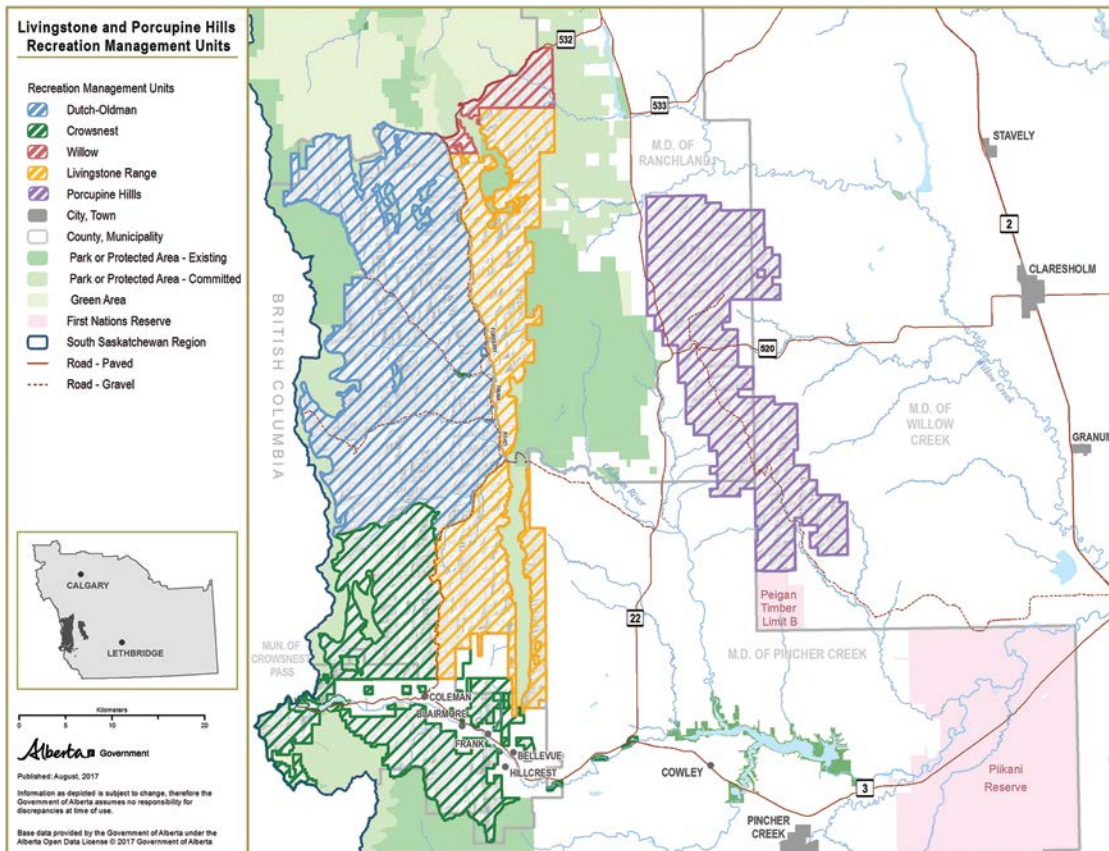 Livingstone and Porcupine Hills
Recreation Management Units
Recreation Management Units
Dutch-Oldman
Crowsnest
Willow
Livingstone Range
Porcupine Hillls
City, Town
County, Municipality
Park or Protected Area - Existing
Park or Protected Area - Committed
Green Area
First Nations Reserve
South Saskatchewan Region
Road - Paved
Road - Gravel
CALGARY
LETHBRIDGE
Kilometers
0 5 10 20
Alberta Government
Published: August, 2017
Information as depicted is subject to change, therefore the
Government of Alberta assumes no responsibility for
discrepancies at time of use.
Base data provided by the Government of Alberta under the
Alberta Open Data License © 2017 Government of Alberta
532
533
M.D. OF
RANCHLAND
STAVELY
2
CLARESHOLM
BRITISH COLUMBIA
520
Willow Creek
M.D. OF
WILLOW
CREEK
GRANUM
Oldman River
Peigan
Timber
Limit B
22
M.D. OF PINCHER CREEK
MUN. OF
CROWSNEST
PASS
COLEMAN
BLAIRMORE
FRANK
BELLEVUE
HILLCREST
COWLEY
3
Piikani
Reserve
PINCHER
CREEK